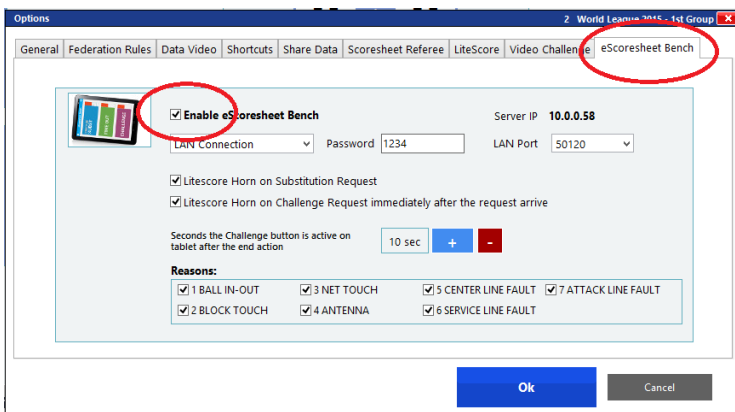 Options 2 World League 2015 - 1st Group
General Federation Rules Data Video Shortcuts Share Data Scoresheet Referee LiteScore Video Challenge eScoresheet Bench
Enable eScoresheet Bench Server IP 10.0.0.58
LAN Connection Password 1234 LAN Port 50120
Litescore Horn on Substitution Request
Litescore Horn on Challenge Request immediately after the request arrive
Seconds the Challenge button is active on
tablet after the end action
10 sec + -
Reasons:
1 BALL IN-OUT 3 NET TOUCH 5 CENTER LINE FAULT 7 ATTACK LINE FAULT
2 BLOCK TOUCH 4 ANTENNA 6 SERVICE LINE FAULT
Ok Cancel